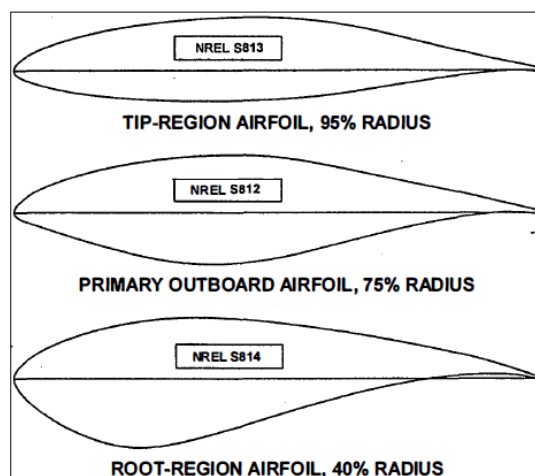 NREL S813
TIP-REGION AIRFOIL, 95% RADIUS
NREL S812
PRIMARY OUTBOARD AIRFOIL, 75% RADIUS
NREL S814
ROOT-REGION AIRFOIL, 40% RADIUS